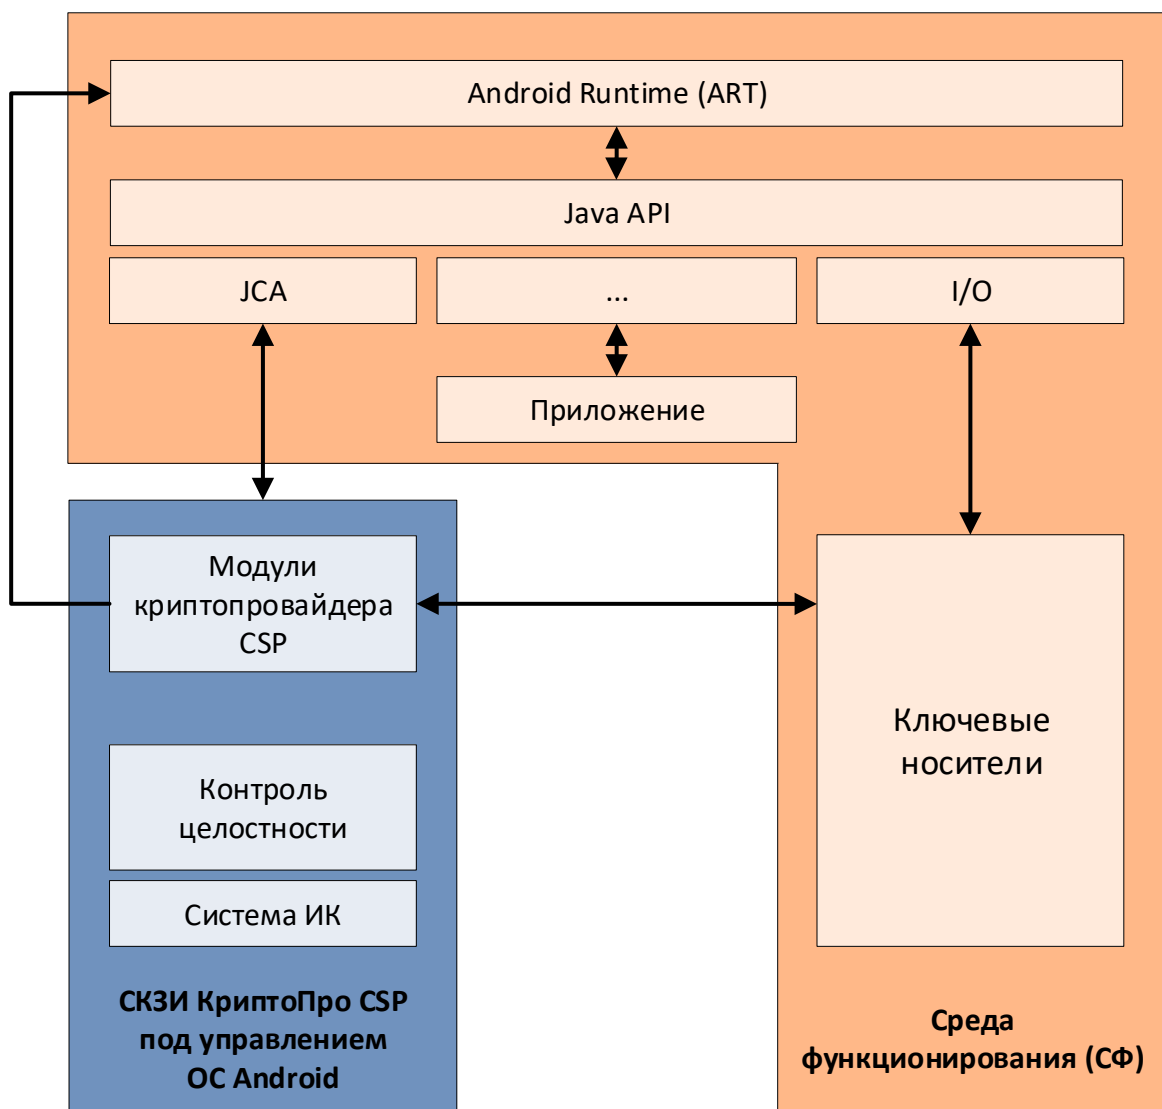 Android Runtime (ART)
Java API
JCA
...
I/O
Приложение
Модули
криптопровайдера
CSP
Ключевые
носители
Контроль
целостности
Система ИК
СКЗИ КриптоПро CSP
под управлением
ОС Android
Среда
функционирования (СФ)